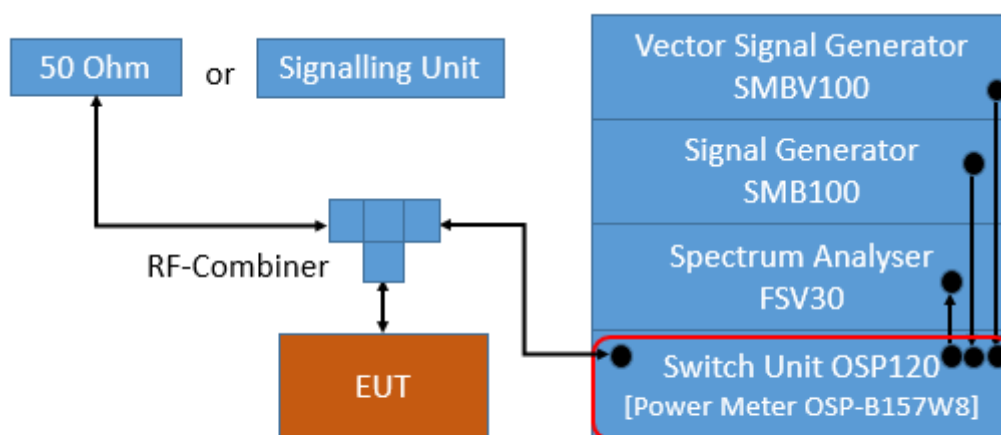 50 Ohm
or
Signalling Unit
RF-Combiner
EUT
Vector Signal Generator
SMBV100
Signal Generator
SMB100
Spectrum Analyser
FSV30
Switch Unit OSP120
[Power Meter OSP-B157W8]